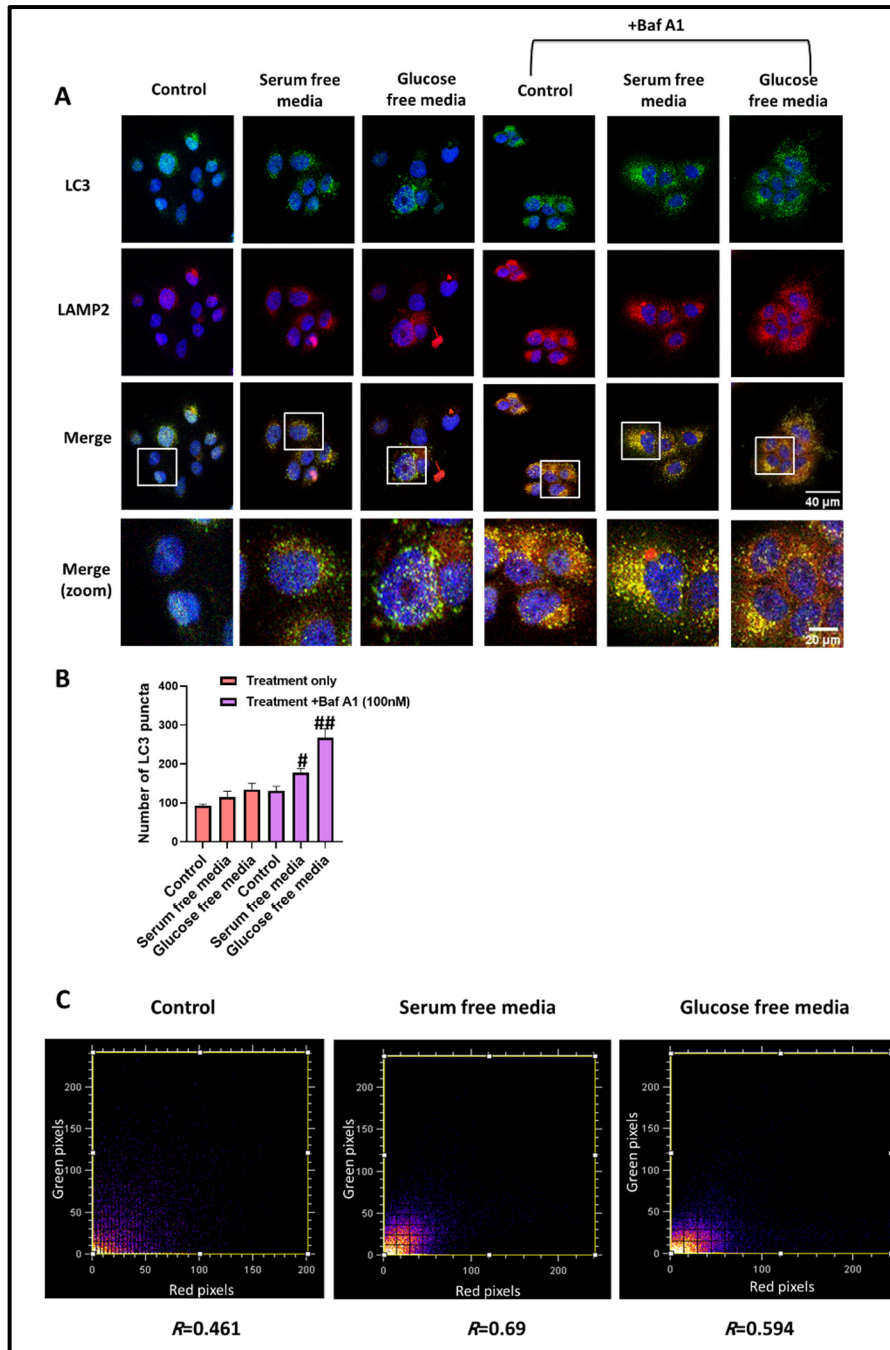 +Baf A1
A
Control
Serum free
media
Glucose
free media
Control
Serum free
media
Glucose
free media
LC3
LAMP2
Merge
40 μm
Merge
(zoom)
20 μm
B
Treatment only
Treatment +Baf A1 (100nM)
Number of LC3 puncta
400
300
200
100
0
#
##
Control
Serum free media
Glucose free media
Control
Serum free media
Glucose free media
C
Control
Serum free media
Glucose free media
Green pixels
200
150
100
50
0
0 50 100 150 200
Red pixels
Green pixels
200
150
100
50
0
0 100 200
Red pixels
Green pixels
200
150
100
50
0
0 100 200
Red pixels
R=0.461
R=0.69
R=0.594